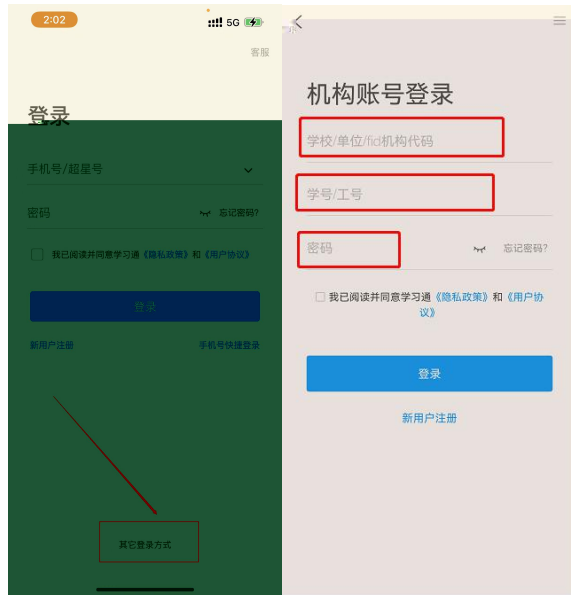 2:02
5G
客服
登录
手机号/超星号
密码
忘记密码?
我已阅读并同意学习通《隐私政策》和《用户协议》
登录
新用户注册
手机号快捷登录
其它登录方式
机构账号登录
学校/单位/fid机构代码
学号/工号
密码
忘记密码?
我已阅读并同意学习通《隐私政策》和《用户协
议》
登录
新用户注册